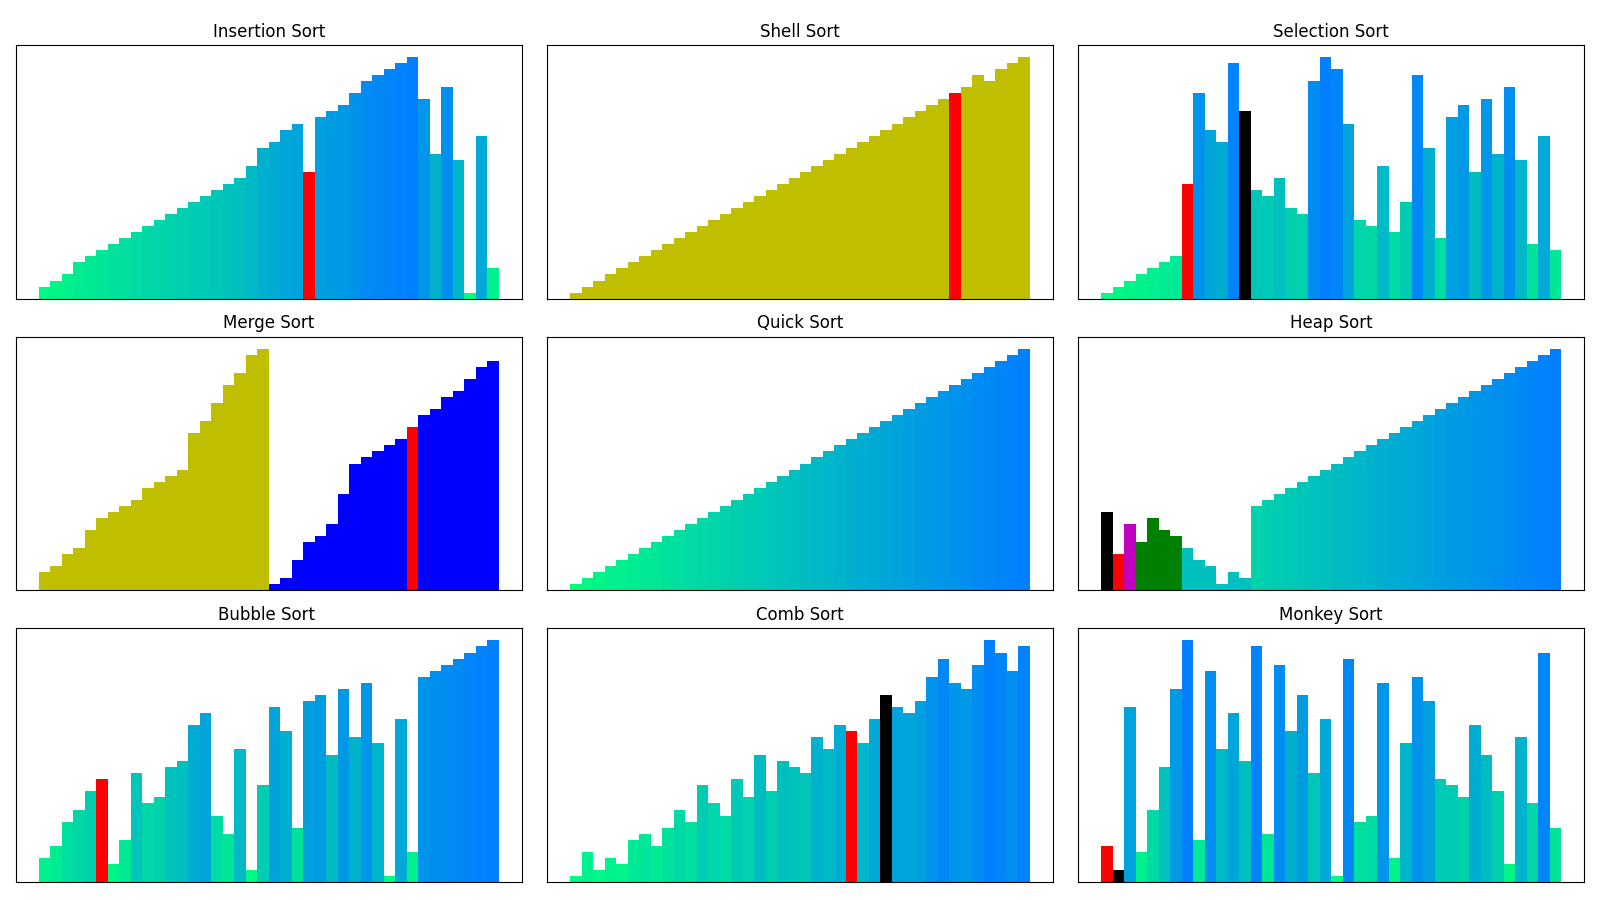 Insertion Sort
Shell Sort
Selection Sort
Merge Sort
Quick Sort
Heap Sort
Bubble Sort
Comb Sort
Monkey Sort